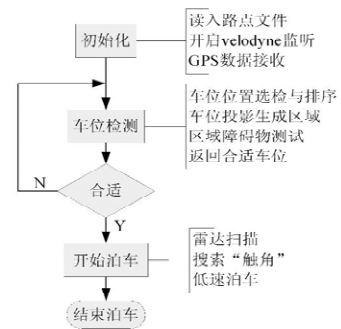 初始化
读入路点文件
开启velodyne监听
GPS数据接收
车位检测
车位位置选检与排序
车位投影生成区域
区域障碍物测试
返回合适车位
N
合适
Y
开始泊车
雷达扫描
搜索“触角”
低速泊车
结束泊车